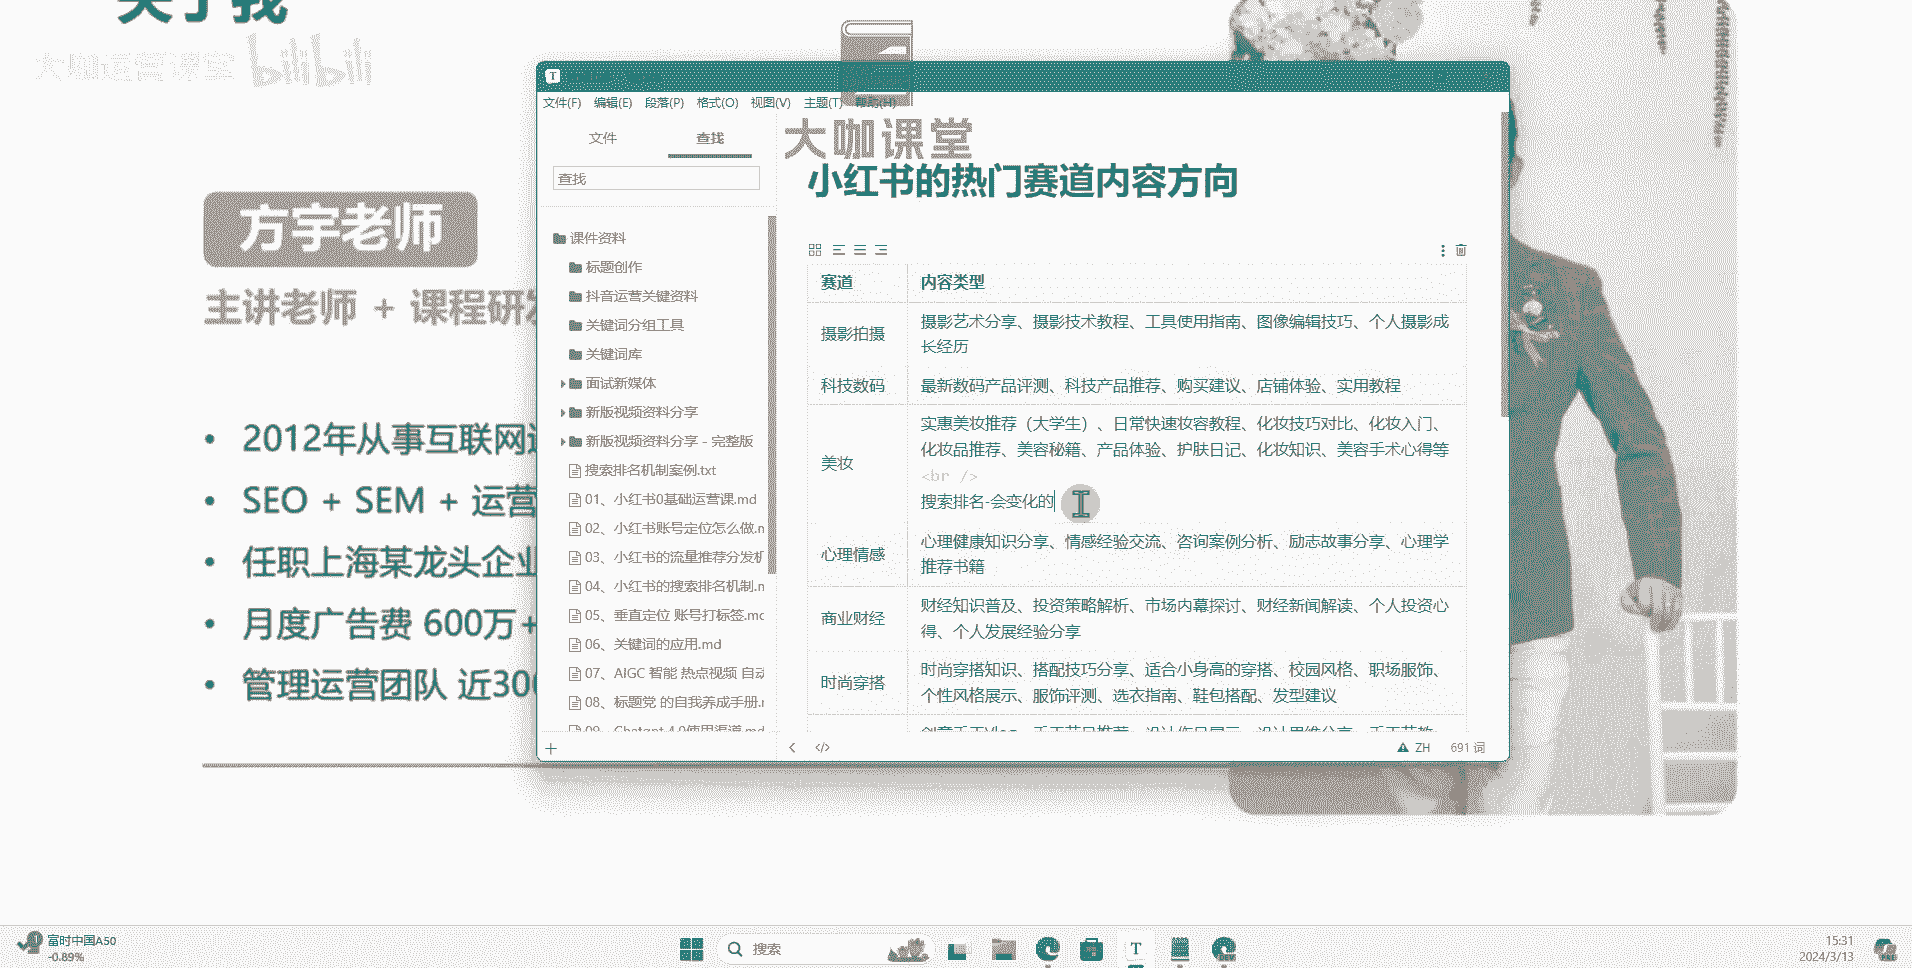 关于我
大咖运营课堂 bilibili
方宇老师
主讲老师 + 课程研发
• 2012年从事互联网
• SEO + SEM + 运营
• 任职上海某龙头企业
• 月度广告费 600万+
• 管理运营团队 近300
T
文件(F) 编辑(E) 段落(P) 格式(O) 视图(V) 主题(T) 帮助(H)
文件 查找
查找
课件资料
标题创作
抖音运营关键资料
关键词分组工具
关键词库
面试新媒体
新版视频资料分享
新版视频资料分享 - 完整版
搜索排名机制案例.txt
01、小红书0基础运营课.md
02、小红书账号定位怎么做.m
03、小红书的流量推荐分发机
04、小红书的搜索排名机制.m
05、垂直定位 账号打标签.mc
06、关键词的应用.md
07、AIGC 智能 热点视频 自动
08、标题党 的自我养成手册.r
09、Chatgpt 4.0使用渠道.md
大咖课堂
小红书的热门赛道内容方向
赛道 内容类型
摄影拍摄 摄影艺术分享、摄影技术教程、工具使用指南、图像编辑技巧、个人摄影成
长经历
科技数码 最新数码产品评测、科技产品推荐、购买建议、店铺体验、实用教程
美妆 实惠美妆推荐（大学生）、日常快速妆容教程、化妆技巧对比、化妆入门、
化妆品推荐、美容秘籍、产品体验、护肤日记、化妆知识、美容手术心得等
<br />
搜索排名-会变化的
心理情感 心理健康知识分享、情感经验交流、咨询案例分析、励志故事分享、心理学
推荐书籍
商业财经 财经知识普及、投资策略解析、市场内幕探讨、财经新闻解读、个人投资心
得、个人发展经验分享
时尚穿搭 时尚穿搭知识、搭配技巧分享、适合小身高的穿搭、校园风格、职场服饰、
个性风格展示、服饰评测、选衣指南、鞋包搭配、发型建议
ZH 691 词
富时中国A50
-0.89%
搜索
T
DEV
15:31
2024/3/13